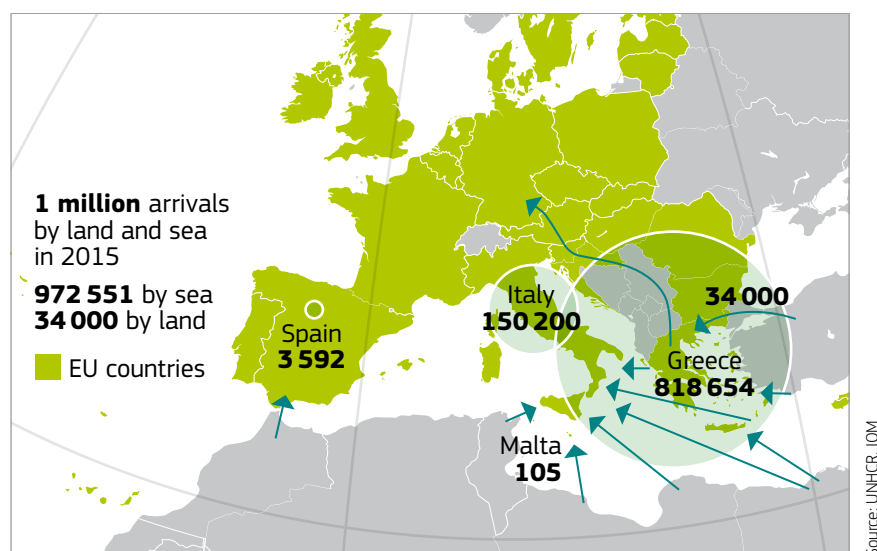 1 million arrivals
by land and sea
in 2015
972 551 by sea
34 000 by land
EU countries
Spain
3 592
Italy
150 200
34 000
Greece
818 654
Malta
105
Source: UNHCR, IOM